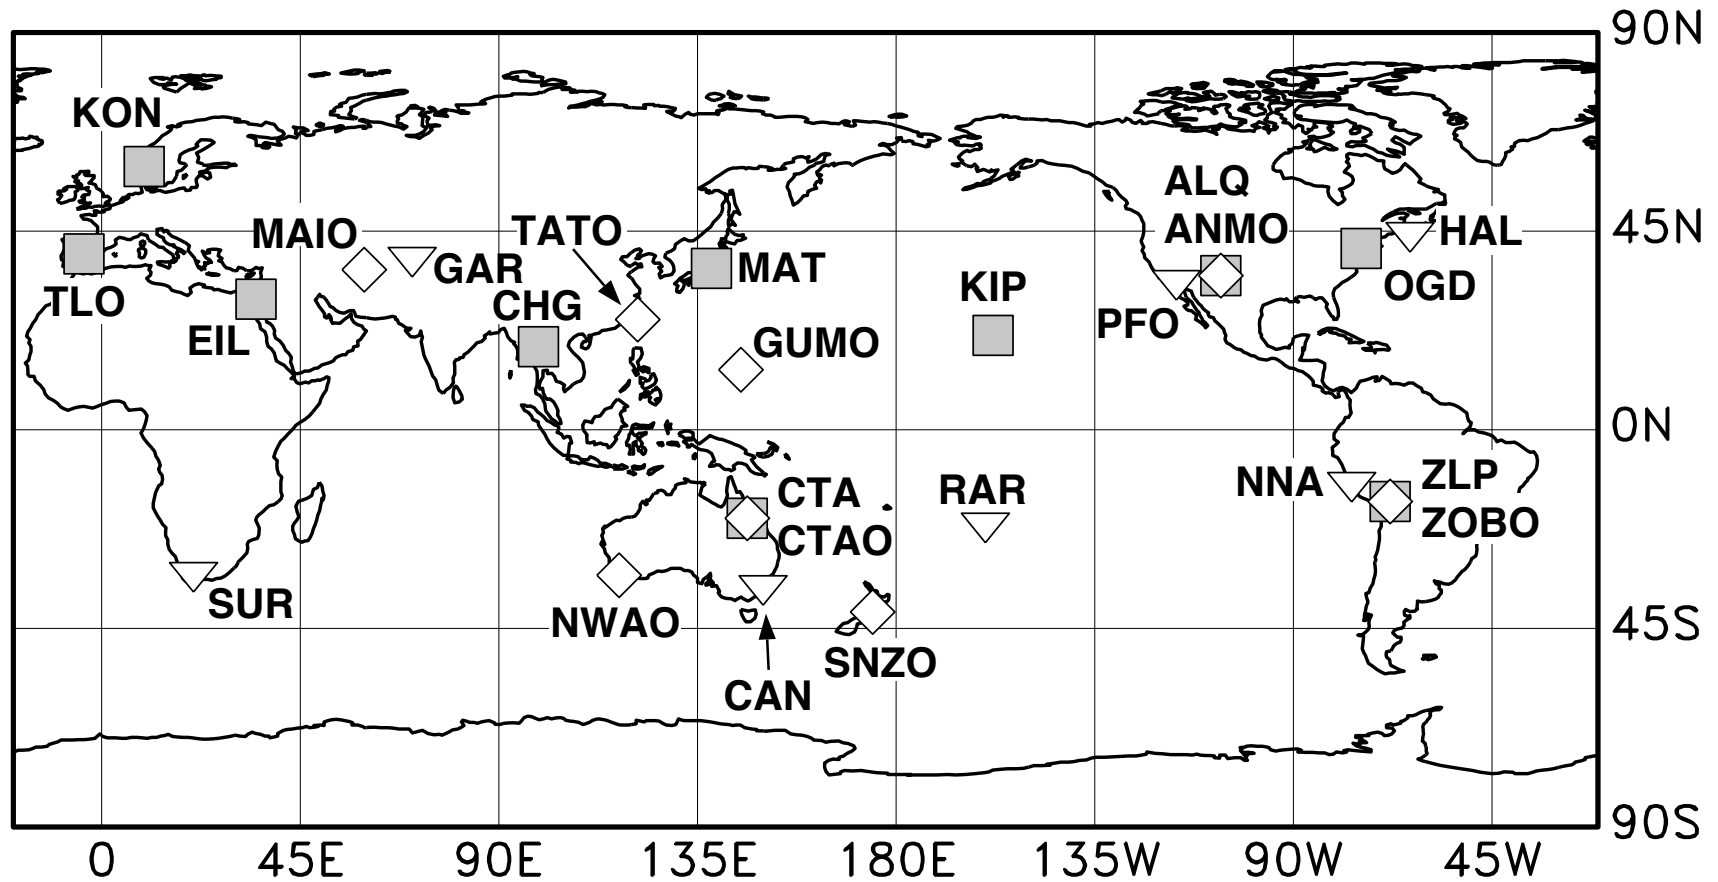 90N
KON
ALQ
ANMO
MAIO
TATO
HAL
45N
GAR
MAT
TLO
CHG
KIP
OGD
EIL
PFO
GUMO
0N
NNA
ZLP
CTA
RAR
CTAO
ZOBO
SUR
NWAO
45S
SNZO
CAN
90S
0 45E 90E 135E 180E 135W 90W 45W